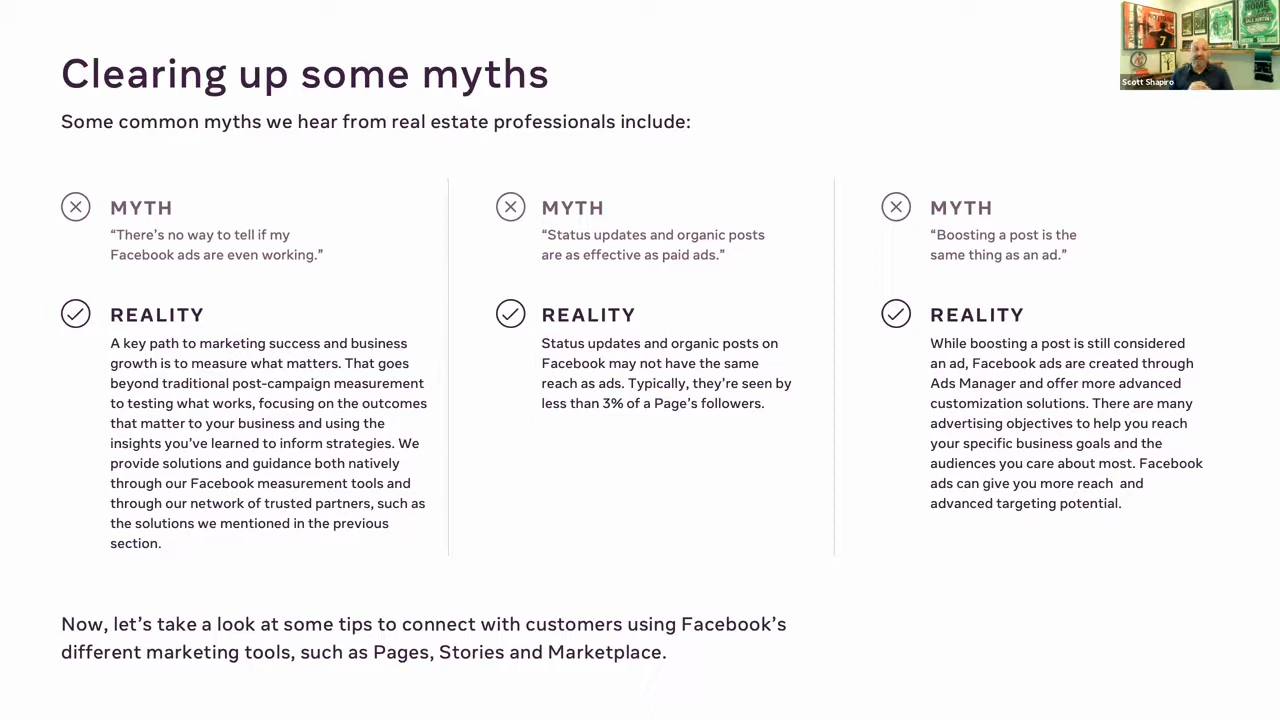 Clearing up some myths
Some common myths we hear from real estate professionals include:
MYTH
“There’s no way to tell if my
Facebook ads are even working.”
REALITY
A key path to marketing success and business
growth is to measure what matters. That goes
beyond traditional post-campaign measurement
to testing what works, focusing on the outcomes
that matter to your business and using the
insights you’ve learned to inform strategies. We
provide solutions and guidance both natively
through our Facebook measurement tools and
through our network of trusted partners, such as
the solutions we mentioned in the previous
section.
MYTH
“Status updates and organic posts
are as effective as paid ads.”
REALITY
Status updates and organic posts on
Facebook may not have the same
reach as ads. Typically, they’re seen by
less than 3% of a Page’s followers.
MYTH
“Boosting a post is the
same thing as an ad.”
REALITY
While boosting a post is still considered
an ad, Facebook ads are created through
Ads Manager and offer more advanced
customization solutions. There are many
advertising objectives to help you reach
your specific business goals and the
audiences you care about most. Facebook
ads can give you more reach and
advanced targeting potential.
Now, let’s take a look at some tips to connect with customers using Facebook’s
different marketing tools, such as Pages, Stories and Marketplace.
HOME
7
Scott Shapiro